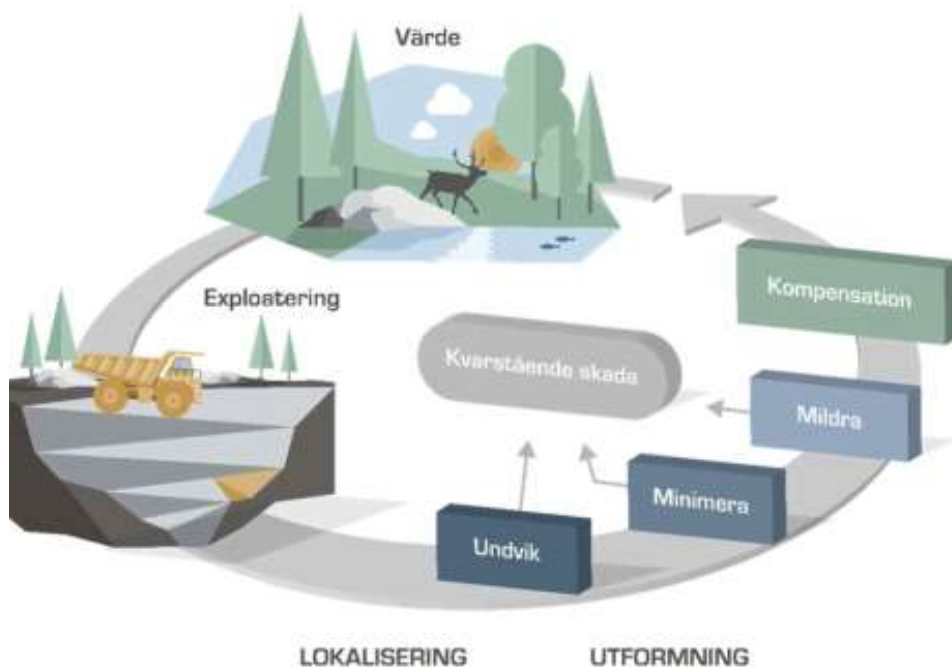 Värde
Exploatering
Kompensation
Kvarstående skada
Mildra
Minimera
Undvik
LOKALISERING
UTFORMNING